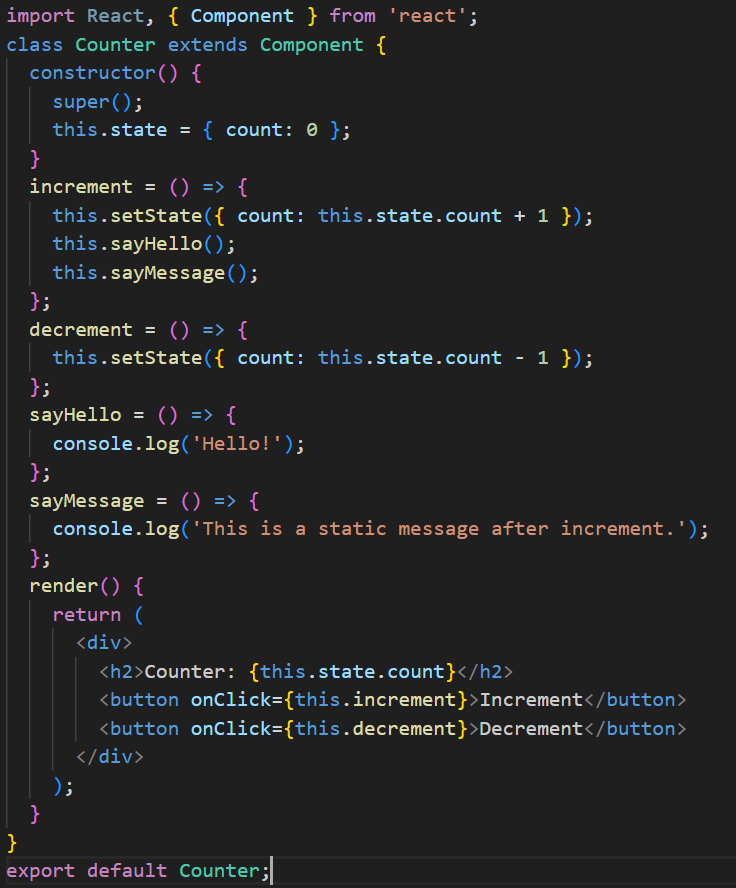 import React, { Component } from 'react';
class Counter extends Component {
  constructor() {
    super();
    this.state = { count: 0 };
  }
  increment = () => {
    this.setState({ count: this.state.count + 1 });
    this.sayHello();
    this.sayMessage();
  };
  decrement = () => {
    this.setState({ count: this.state.count - 1 });
  };
  sayHello = () => {
    console.log('Hello!');
  };
  sayMessage = () => {
    console.log('This is a static message after increment.');
  };
  render() {
    return (
      <div>
        <h2>Counter: {this.state.count}</h2>
        <button onClick={this.increment}>Increment</button>
        <button onClick={this.decrement}>Decrement</button>
      </div>
    );
  }
}
export default Counter;